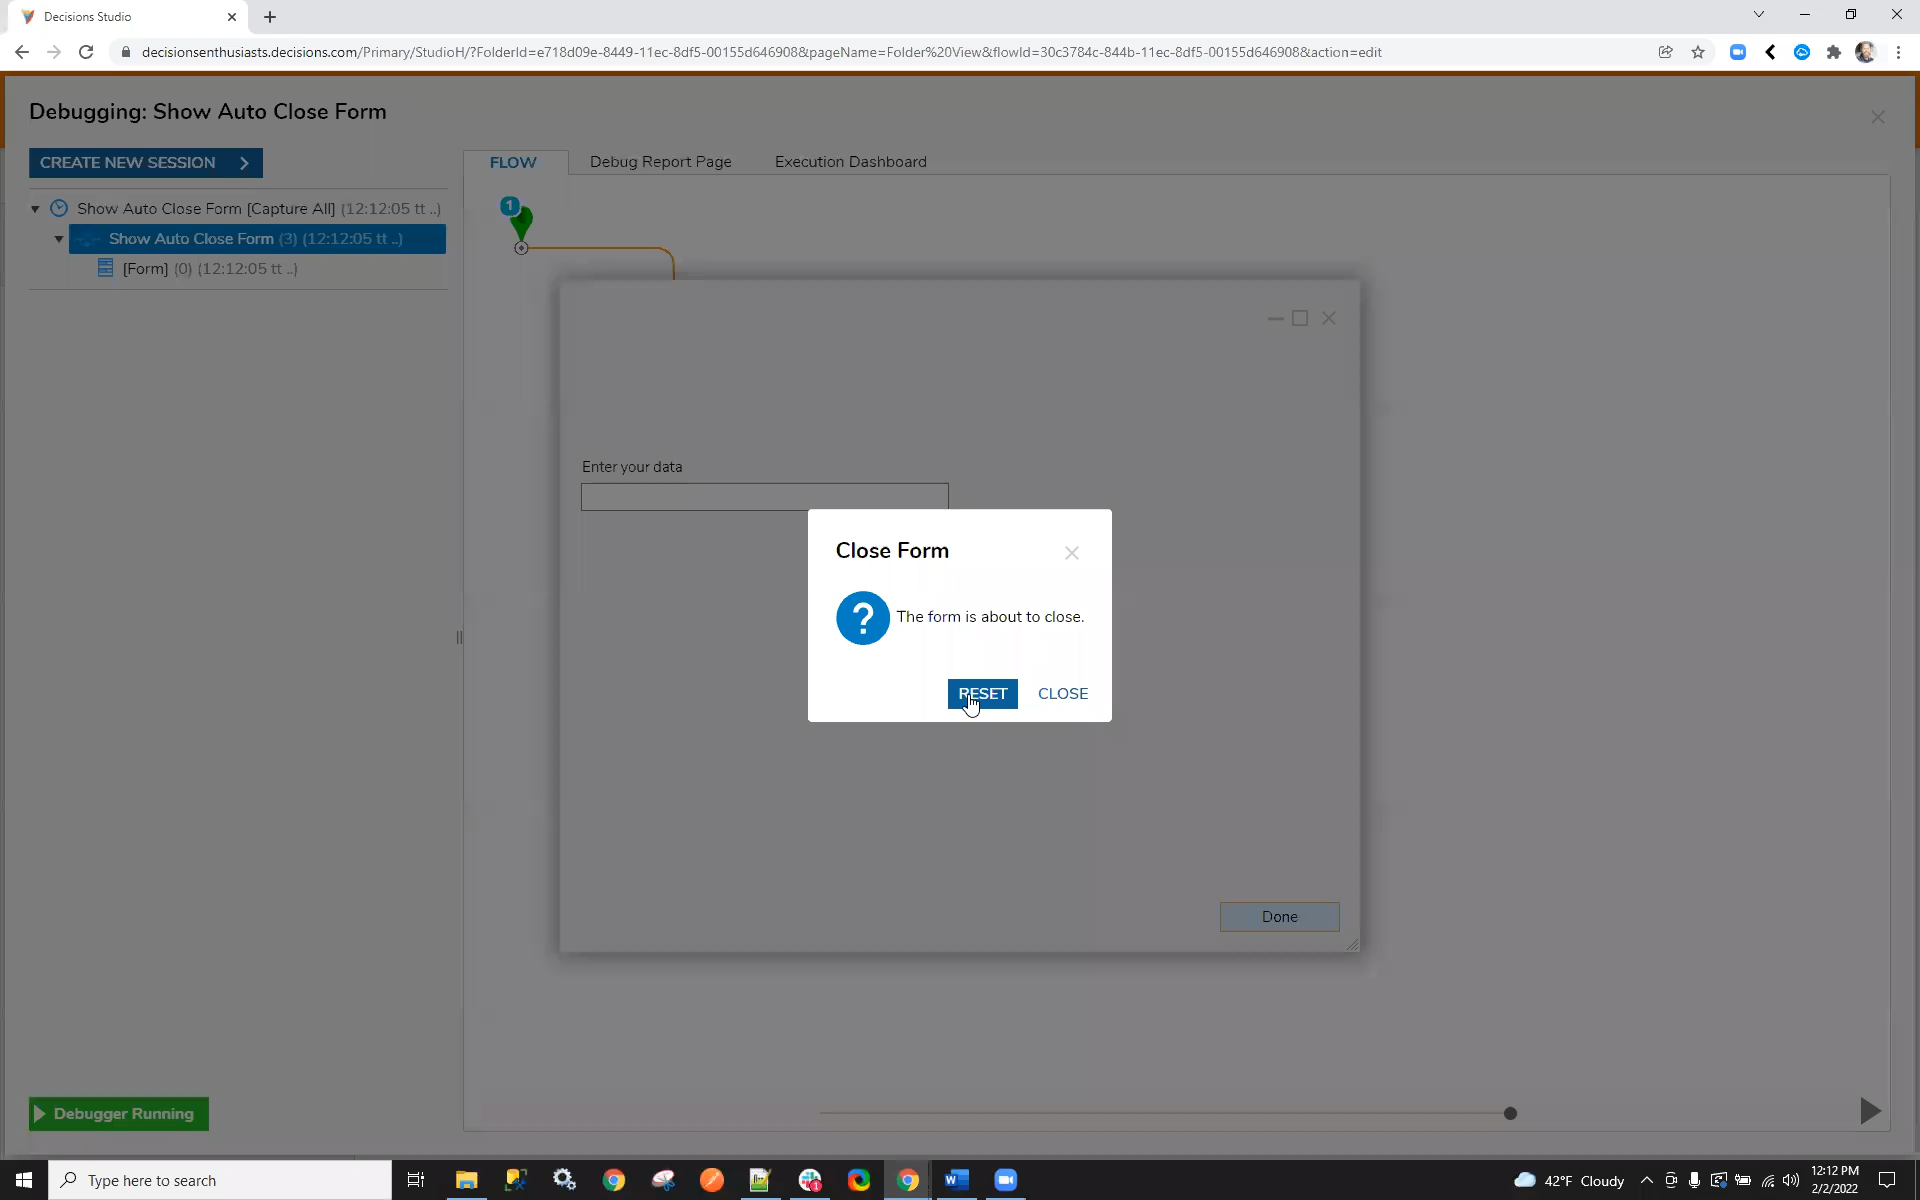 Decisions Studio
decisionsenthusiasts.decisions.com/Primary/StudioH/?FolderId=e718d09e-8449-11ec-8df5-00155d646908&pageName=Folder%20View&flowId=30c3784c-844b-11ec-8df5-00155d646908&action=edit
Debugging: Show Auto Close Form
CREATE NEW SESSION
FLOW
Debug Report Page
Execution Dashboard
Show Auto Close Form [Capture All] (12:12:05 tt ..)
Show Auto Close Form (3) (12:12:05 tt ..)
[Form] (0) (12:12:05 tt ..)
1
Enter your data
Close Form
?
The form is about to close.
RESET
CLOSE
Done
Debugger Running
Type here to search
1
42°F Cloudy
12:12 PM
2/2/2022